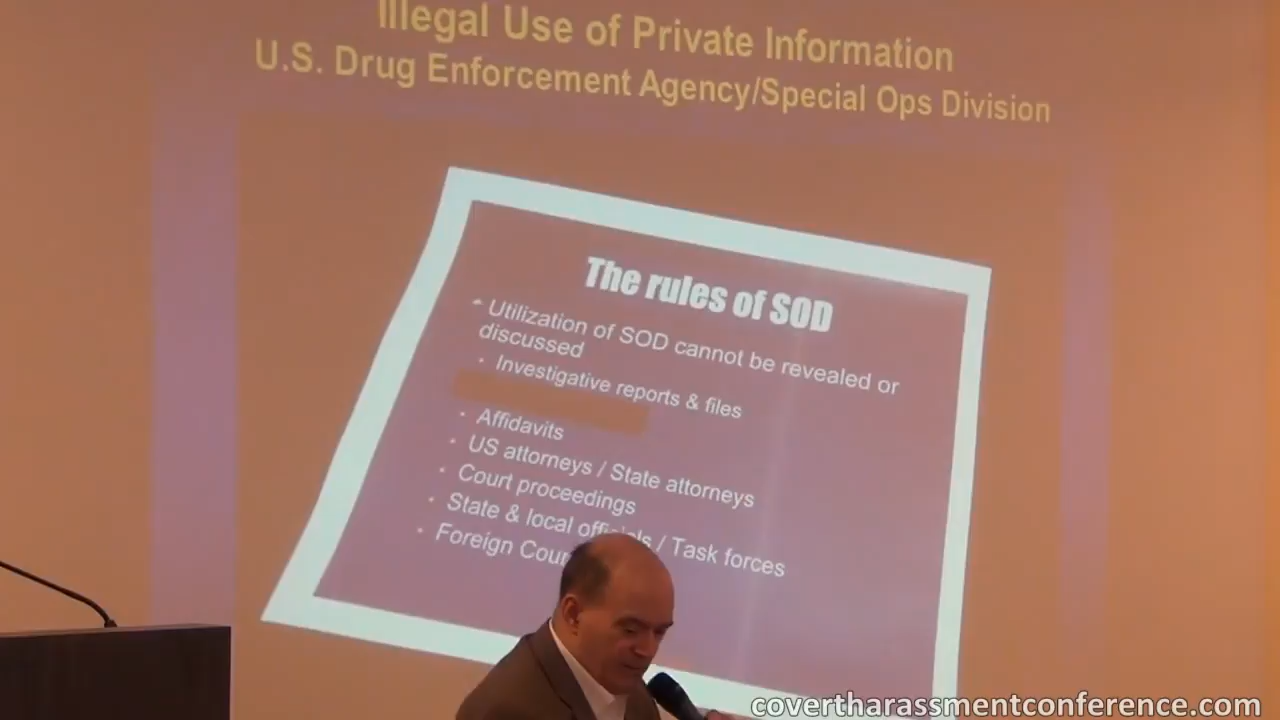 Illegal Use of Private Information
U.S. Drug Enforcement Agency/Special Ops Division
The rules of SOD
Utilization of SOD cannot be revealed or
discussed
• Investigative reports & files
• Affidavits
• US attorneys / State attorneys
• Court proceedings
• State & local officials / Task forces
• Foreign
covertharassmentconference.com